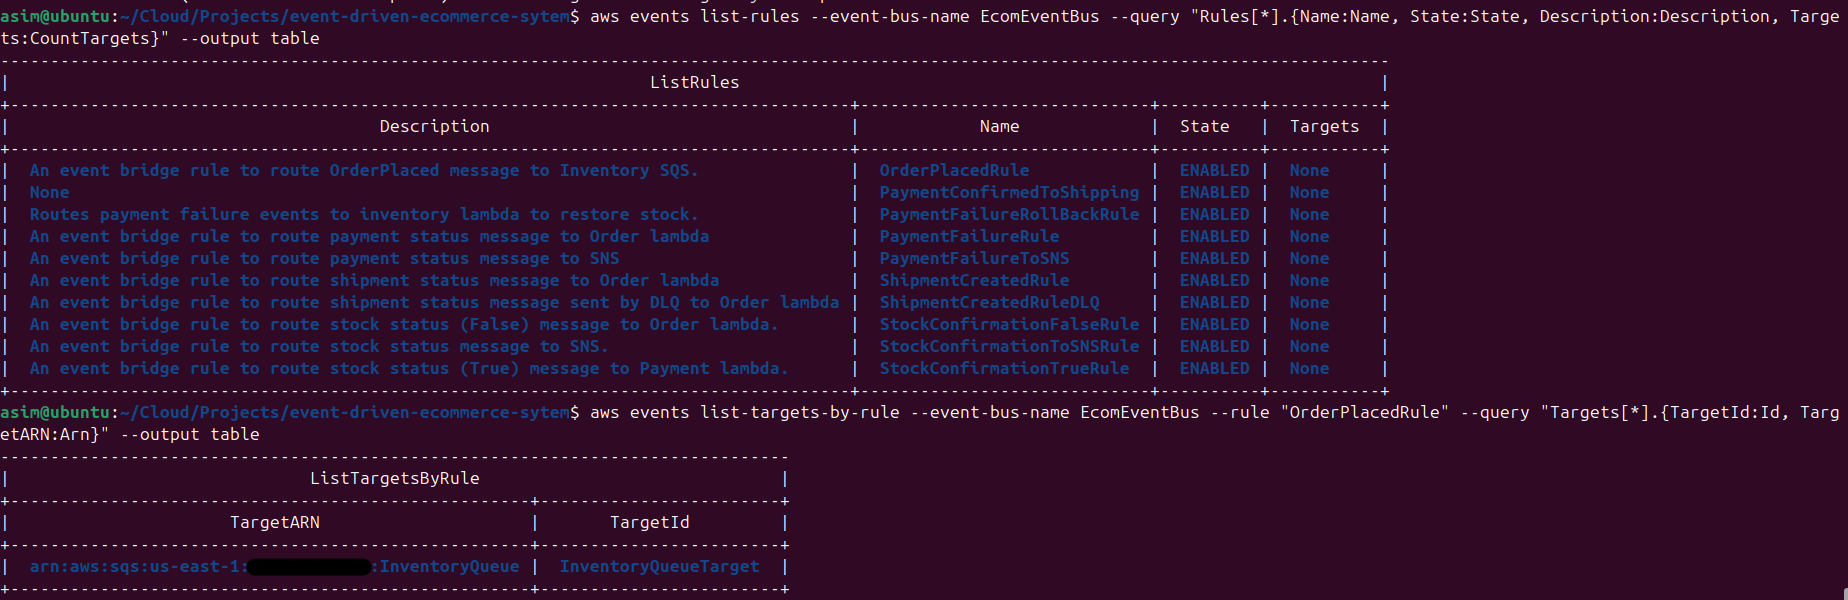 asim@ubuntu:~/Cloud/Projects/event-driven-ecommerce-sytem$ aws events list-rules --event-bus-name EcomEventBus --query "Rules[*].{Name:Name, State:State, Description:Description, Targe
ts:CountTargets}" --output table
-------------------------------------------------------------------------------------------------------------------------------------------
|                                                                ListRules                                                                |
+------------------------------------------------------------------------------------+-----------------------------+----------+-----------+
|                                     Description                                    |            Name             |  State   |  Targets  |
+------------------------------------------------------------------------------------+-----------------------------+----------+-----------+
|  An event bridge rule to route OrderPlaced message to Inventory SQS.               |  OrderPlacedRule            |  ENABLED |  None     |
|  None                                                                              |  PaymentConfirmedToShipping |  ENABLED |  None     |
|  Routes payment failure events to inventory lambda to restore stock.               |  PaymentFailureRollBackRule |  ENABLED |  None     |
|  An event bridge rule to route payment status message to Order lambda              |  PaymentFailureRule         |  ENABLED |  None     |
|  An event bridge rule to route payment status message to SNS                       |  PaymentFailureToSNS        |  ENABLED |  None     |
|  An event bridge rule to route shipment status message to Order lambda             |  ShipmentCreatedRule        |  ENABLED |  None     |
|  An event bridge rule to route shipment status message sent by DLQ to Order lambda |  ShipmentCreatedRuleDLQ     |  ENABLED |  None     |
|  An event bridge rule to route stock status (False) message to Order lambda.       |  StockConfirmationFalseRule |  ENABLED |  None     |
|  An event bridge rule to route stock status message to SNS.                        |  StockConfirmationToSNSRule |  ENABLED |  None     |
|  An event bridge rule to route stock status (True) message to Payment lambda.      |  StockConfirmationTrueRule  |  ENABLED |  None     |
+------------------------------------------------------------------------------------+-----------------------------+----------+-----------+
asim@ubuntu:~/Cloud/Projects/event-driven-ecommerce-sytem$ aws events list-targets-by-rule --event-bus-name EcomEventBus --rule "OrderPlacedRule" --query "Targets[*].{TargetId:Id, Targ
etARN:Arn}" --output table
-------------------------------------------------------------------------------
|                              ListTargetsByRule                              |
+----------------------------------------------------+------------------------+
|                      TargetARN                     |       TargetId         |
+----------------------------------------------------+------------------------+
|  arn:aws:sqs:us-east-1:             :InventoryQueue |  InventoryQueueTarget  |
+----------------------------------------------------+------------------------+